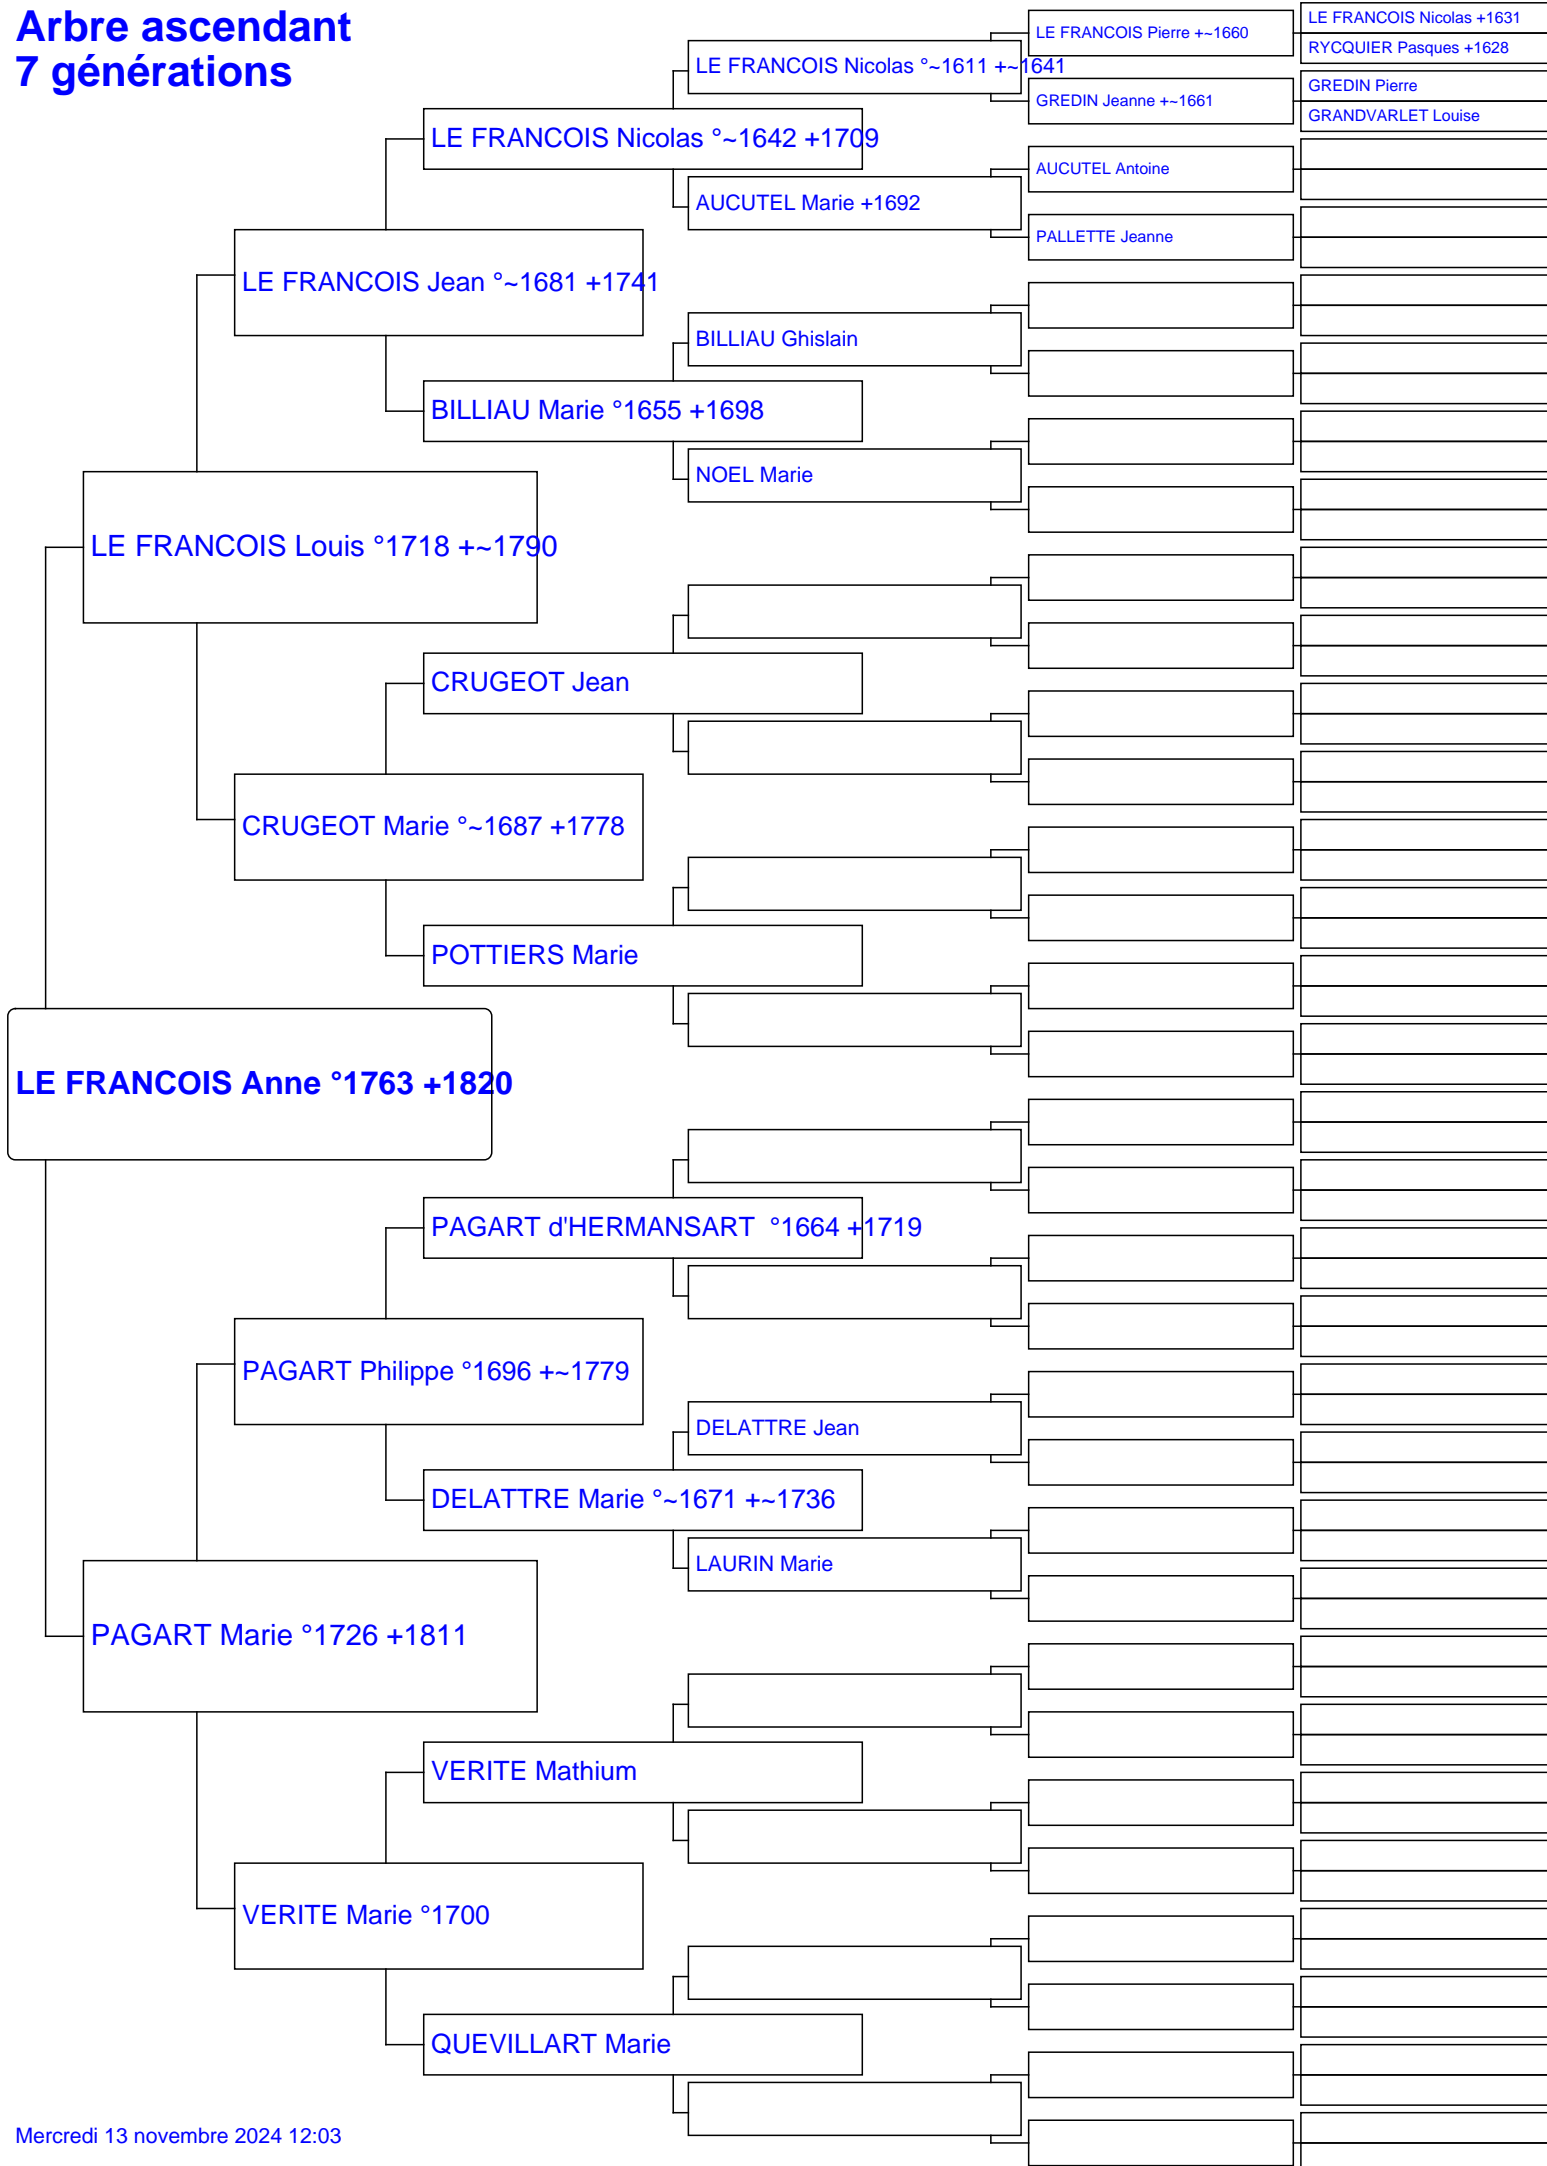 Arbre ascendant
7 générations
LE FRANCOIS Nicolas +1631
LE FRANCOIS Pierre +~1660
RYCQUIER Pasques +1628
LE FRANCOIS Nicolas °~1611 +~1641
GREDIN Pierre
GREDIN Jeanne +~1661
GRANDVARLET Louise
LE FRANCOIS Nicolas °~1642 +1709
AUCUTEL Antoine
AUCUTEL Marie +1692
PALLETTE Jeanne
LE FRANCOIS Jean °~1681 +1741
BILLIAU Ghislain
BILLIAU Marie °1655 +1698
NOEL Marie
LE FRANCOIS Louis °1718 +~1790
CRUGEOT Jean
CRUGEOT Marie °~1687 +1778
POTTIERS Marie
LE FRANCOIS Anne °1763 +1820
PAGART d'HERMANSART  °1664 +1719
PAGART Philippe °1696 +~1779
DELATTRE Jean
DELATTRE Marie °~1671 +~1736
LAURIN Marie
PAGART Marie °1726 +1811
VERITE Mathium
VERITE Marie °1700
QUEVILLART Marie
Mercredi 13 novembre 2024 12:03